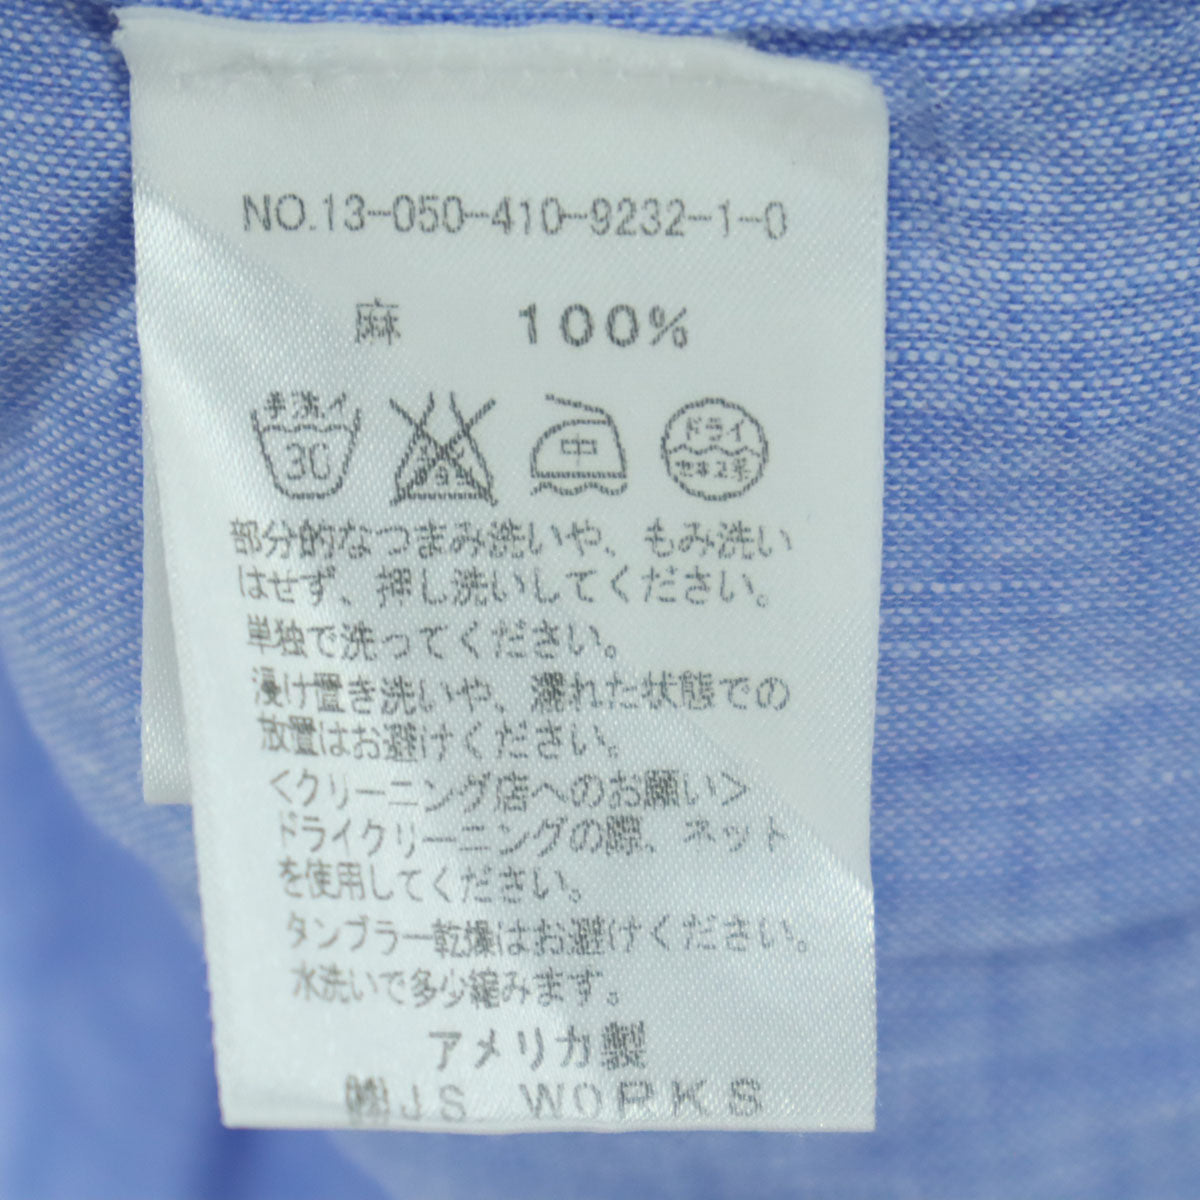 NO.13-050-410-9232-1-0
麻 100%
手洗イ 30 中 ドライ
セキユ系
部分的なつまみ洗いや、もみ洗い
はせず、押し洗いしてください。
単独で洗ってください。
浸け置き洗いや、濡れた状態での
放置はお避けください。
<クリーニング店へのお願い>
ドライクリーニングの際、ネット
を使用してください。
タンブラー乾燥はお避けください。
水洗いで多少縮みます。
アメリカ製
㈱JS WORKS